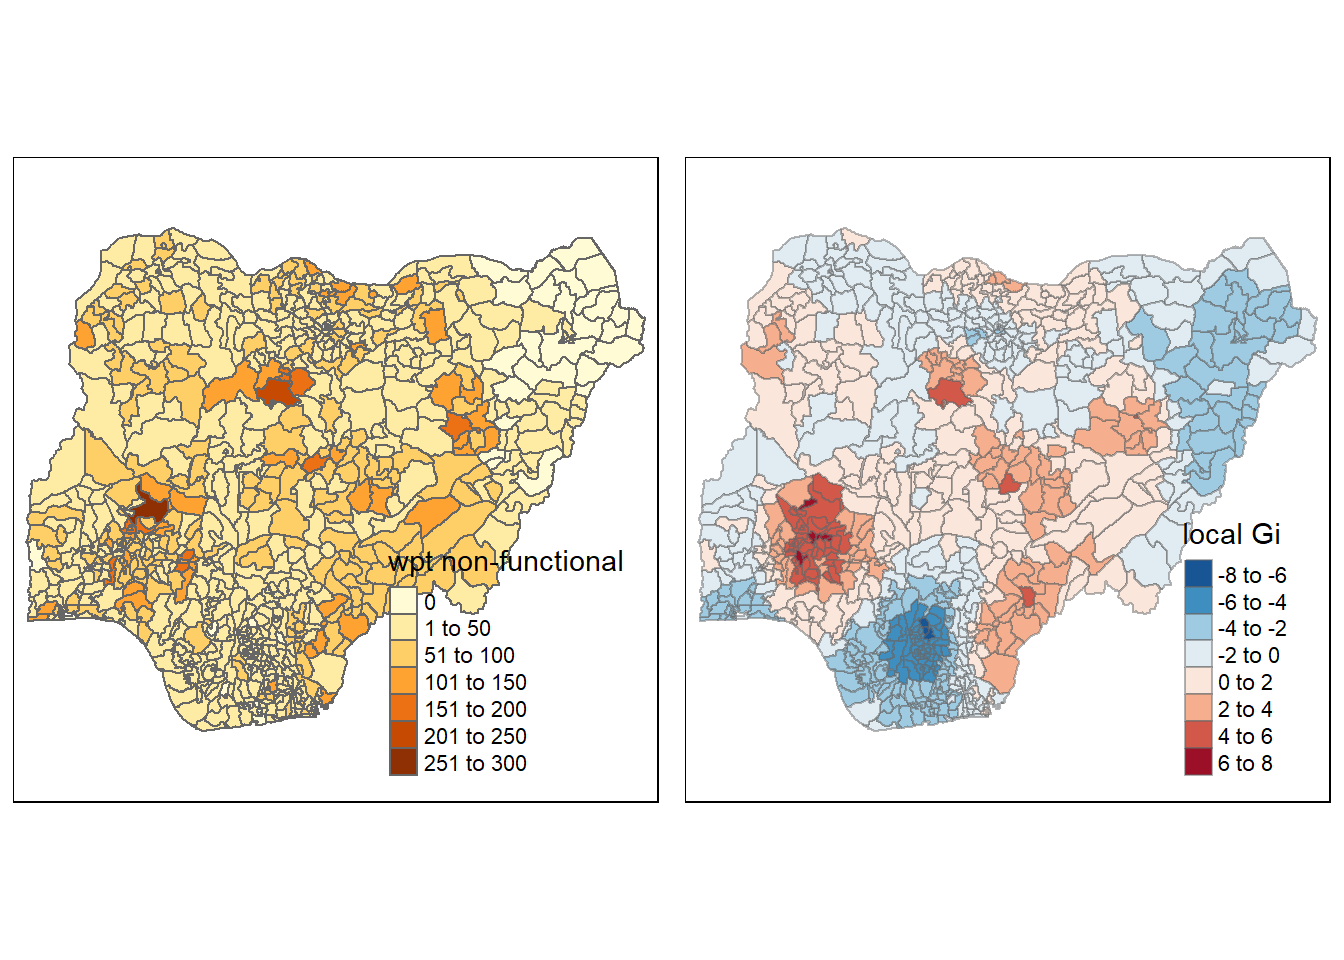 wpt non-functional
0
1 to 50
51 to 100
101 to 150
151 to 200
201 to 250
251 to 300
local Gi
-8 to -6
-6 to -4
-4 to -2
-2 to 0
0 to 2
2 to 4
4 to 6
6 to 8